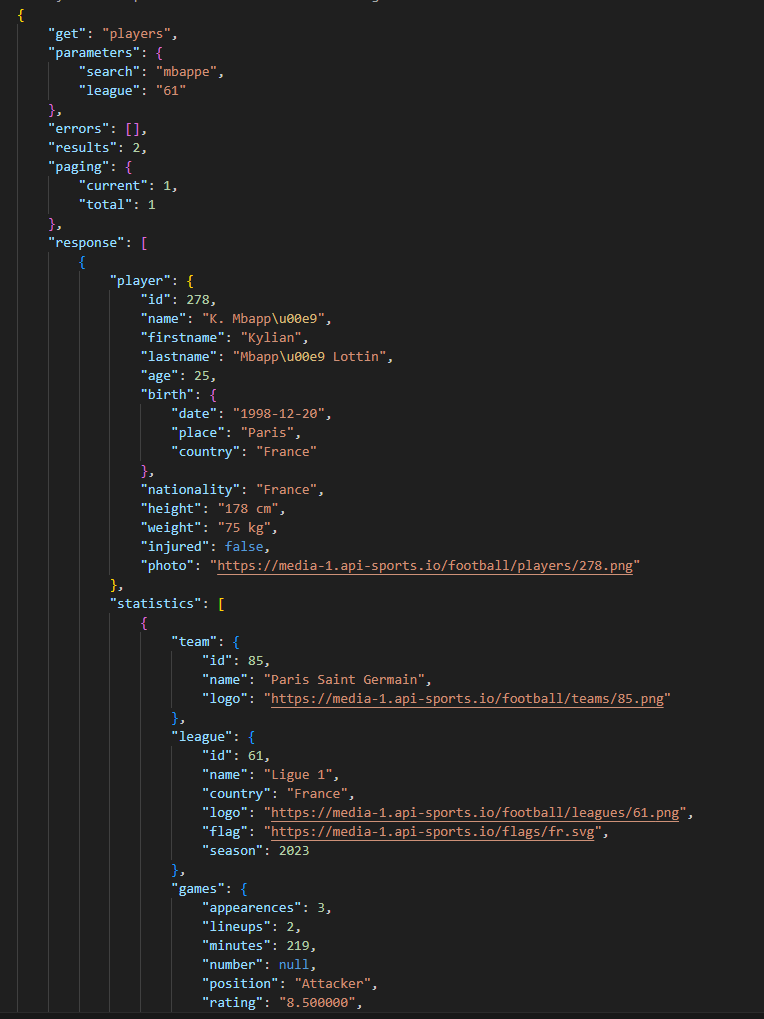 {
    "get": "players",
    "parameters": {
        "search": "mbappe",
        "league": "61"
    },
    "errors": [],
    "results": 2,
    "paging": {
        "current": 1,
        "total": 1
    },
    "response": [
        {
            "player": {
                "id": 278,
                "name": "K. Mbapp\u00e9",
                "firstname": "Kylian",
                "lastname": "Mbapp\u00e9 Lottin",
                "age": 25,
                "birth": {
                    "date": "1998-12-20",
                    "place": "Paris",
                    "country": "France"
                },
                "nationality": "France",
                "height": "178 cm",
                "weight": "75 kg",
                "injured": false,
                "photo": "https://media-1.api-sports.io/football/players/278.png"
            },
            "statistics": [
                {
                    "team": {
                        "id": 85,
                        "name": "Paris Saint Germain",
                        "logo": "https://media-1.api-sports.io/football/teams/85.png"
                    },
                    "league": {
                        "id": 61,
                        "name": "Ligue 1",
                        "country": "France",
                        "logo": "https://media-1.api-sports.io/football/leagues/61.png",
                        "flag": "https://media-1.api-sports.io/flags/fr.svg",
                        "season": 2023
                    },
                    "games": {
                        "appearences": 3,
                        "lineups": 2,
                        "minutes": 219,
                        "number": null,
                        "position": "Attacker",
                        "rating": "8.500000",